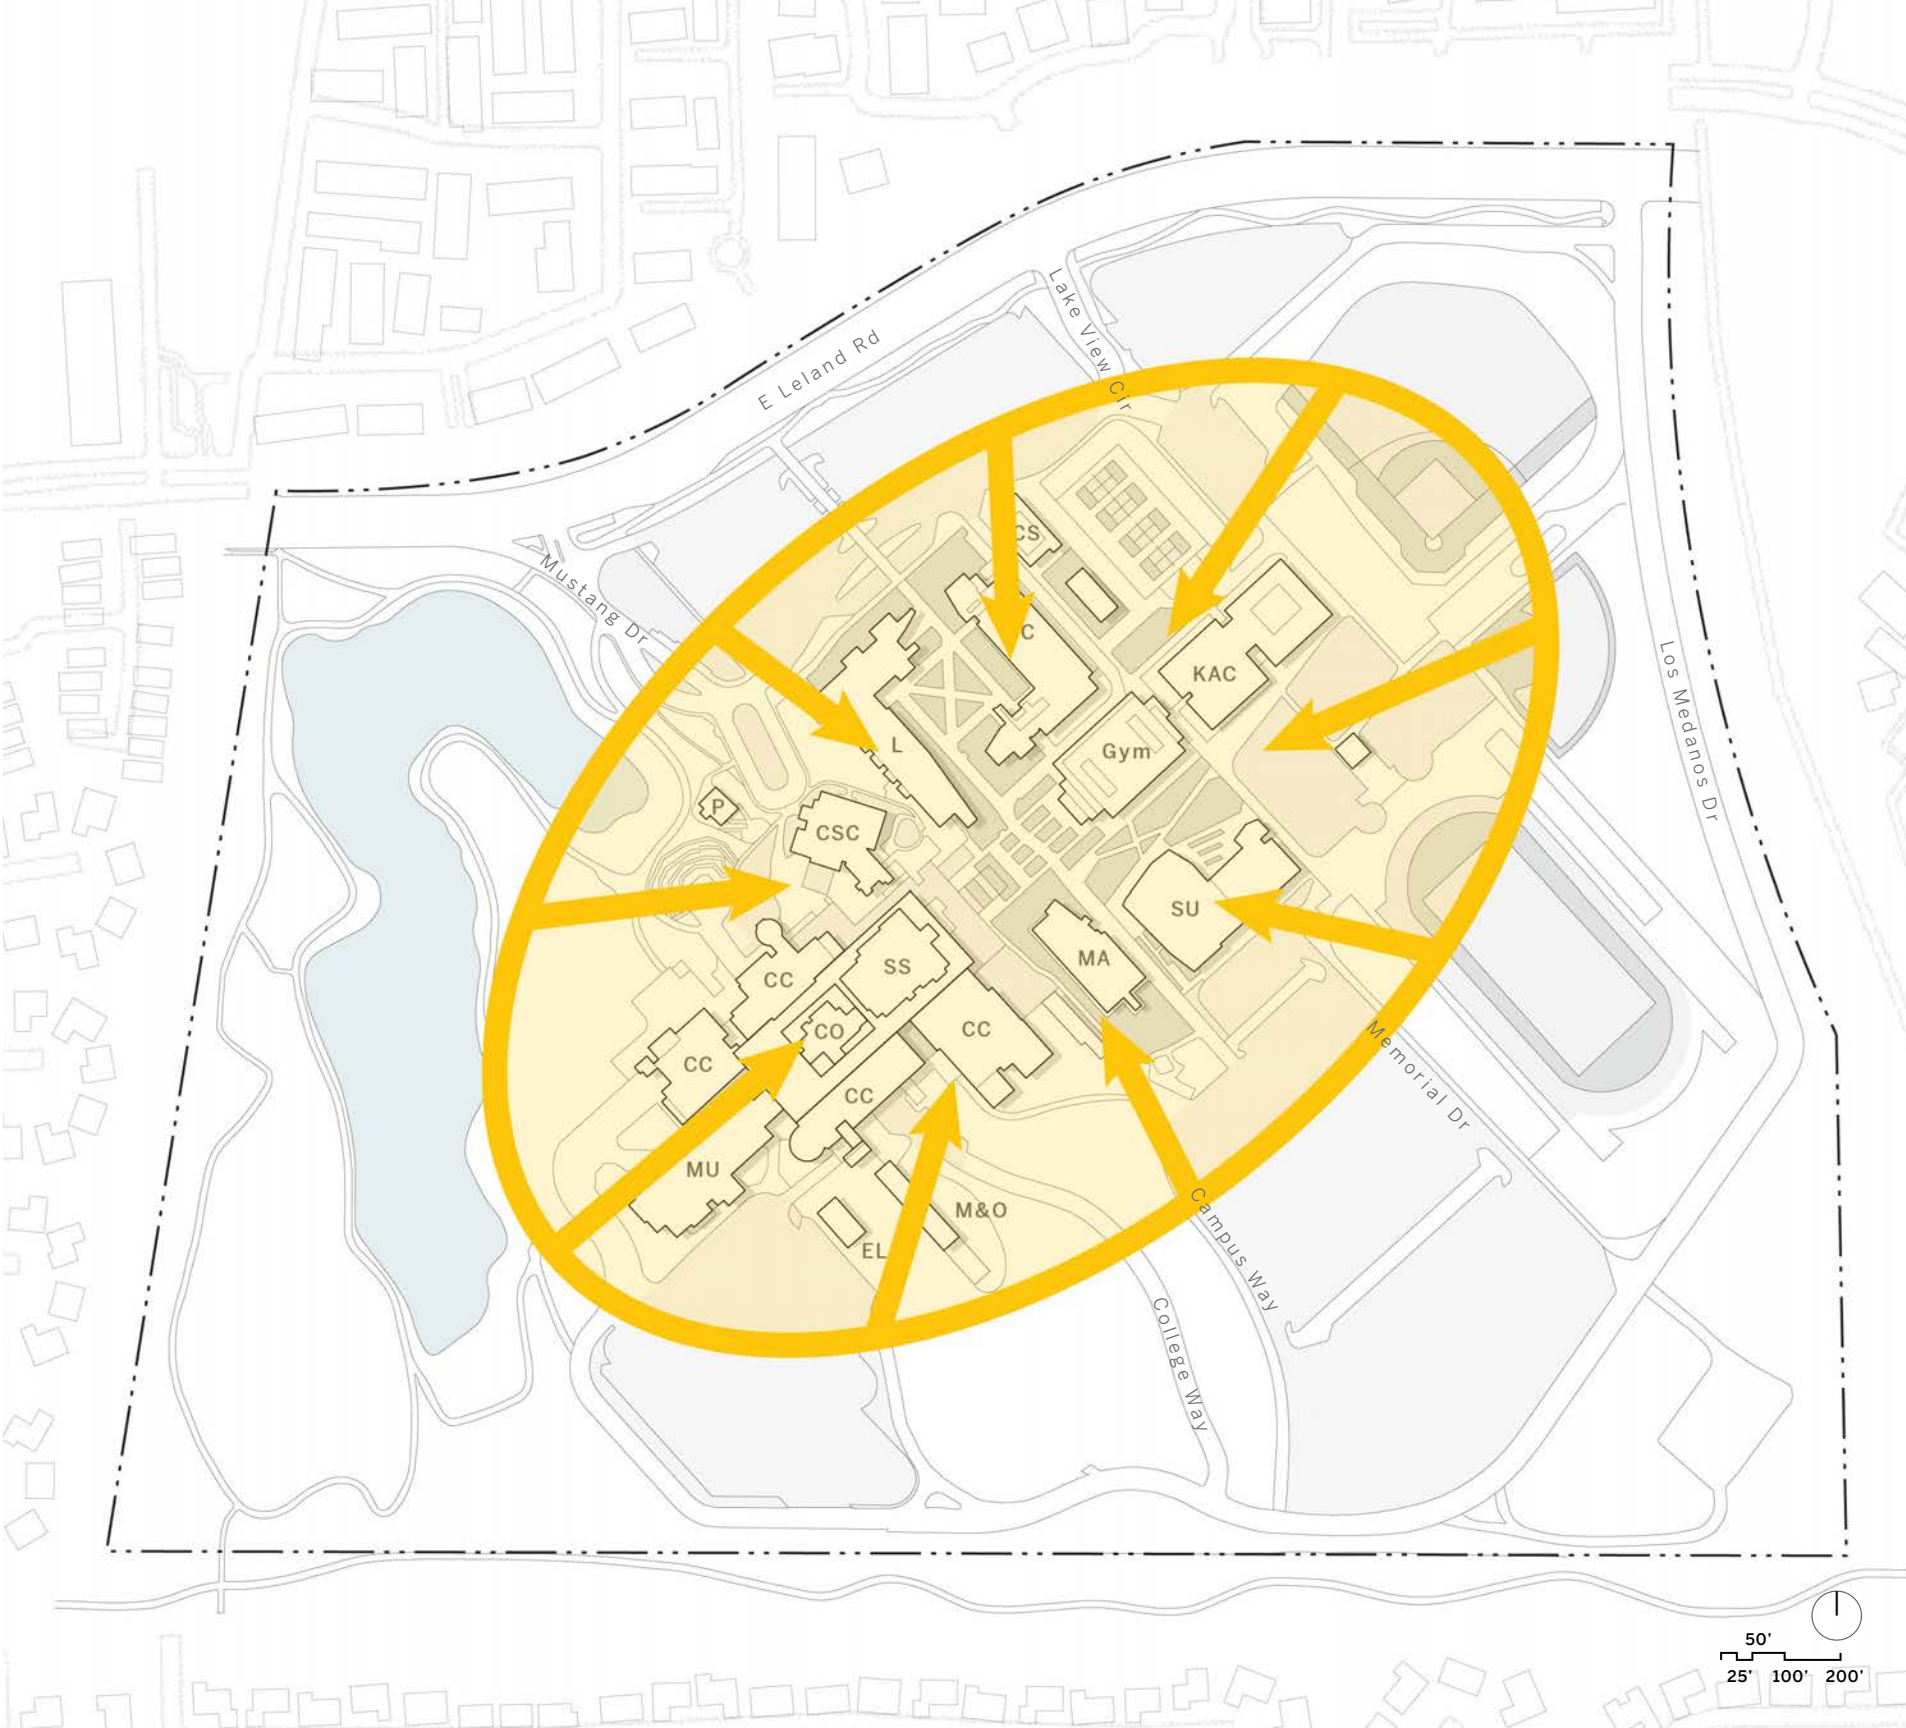 Lake View Cir
E Leland Rd
CS
Mustang Dr
C
Los Medanos Dr
KAC
L
Gym
P
CSC
SU
MA
SS
CC
CO
CC
CC
CC
Memorial Dr
MU
M&O
Campus Way
EL
College Way
50'
25' 100' 200'